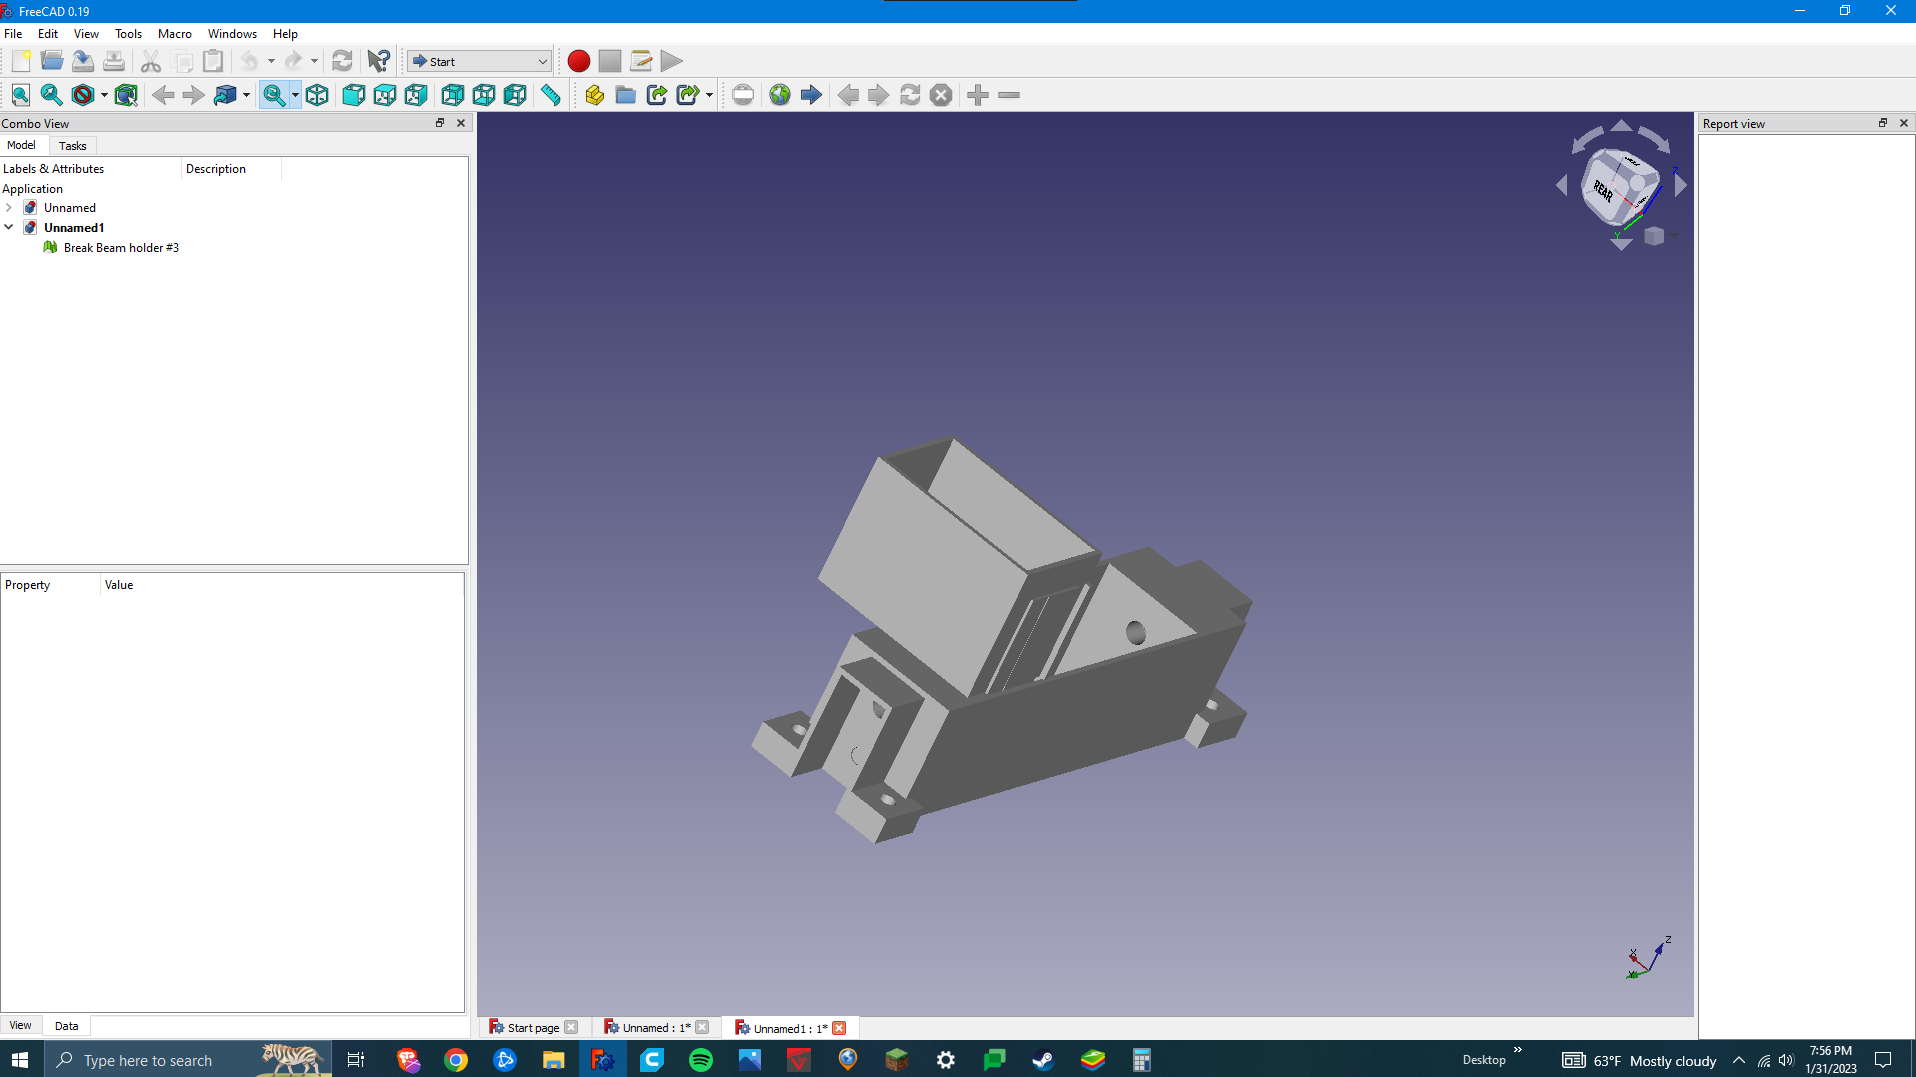 FreeCAD 0.19
File Edit View Tools Macro Windows Help
Start
Combo View
Model Tasks
Labels & Attributes Description
Application
Unnamed
Unnamed1
Break Beam holder #3
Property Value
View Data
REAR
Z
Y
X
Z
Y
Start page
Unnamed : 1*
Unnamed1 : 1*
Report view
Type here to search
Desktop
63°F Mostly cloudy
7:56 PM
1/31/2023